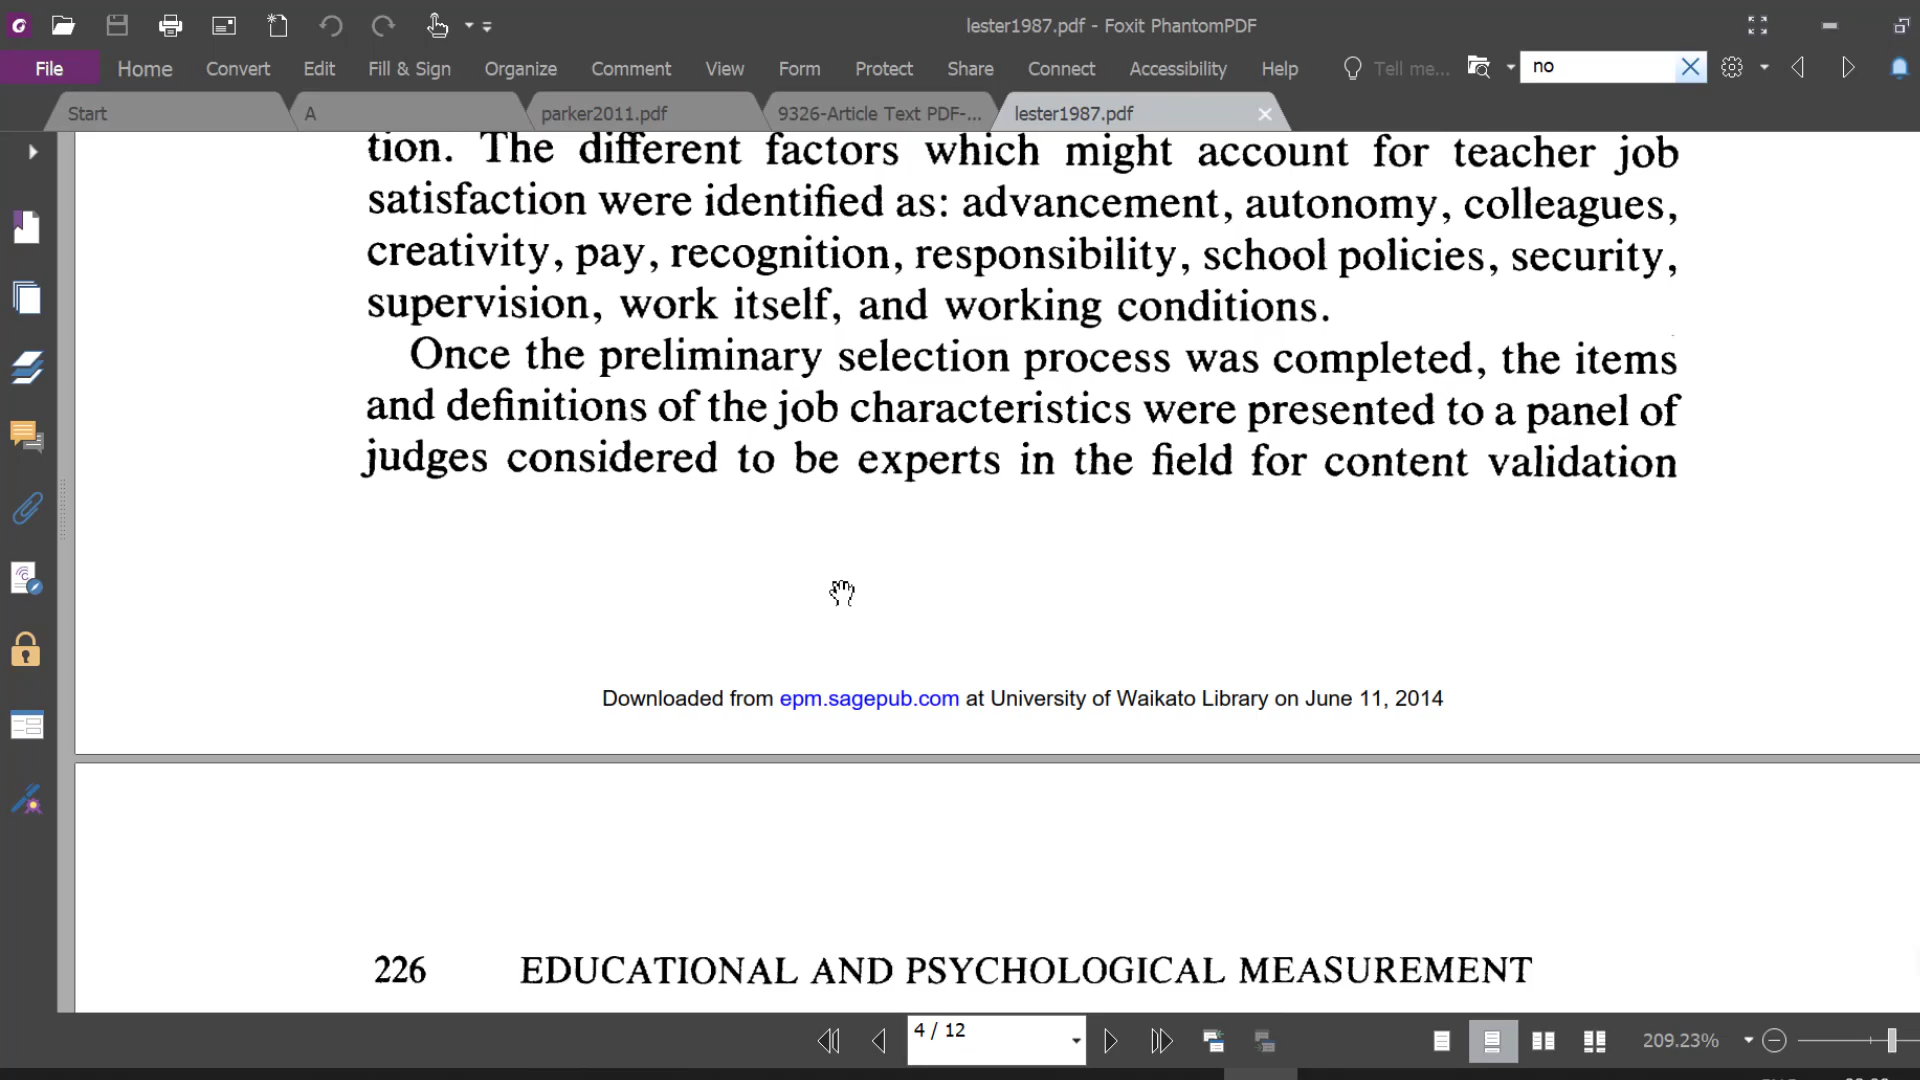 lester1987.pdf - Foxit PhantomPDF
File Home Convert Edit Fill & Sign Organize Comment View Form Protect Share Connect Accessibility Help Tell me... no
Start A parker2011.pdf 9326-Article Text PDF-... lester1987.pdf
tion. The different factors which might account for teacher job
satisfaction were identified as: advancement, autonomy, colleagues,
creativity, pay, recognition, responsibility, school policies, security,
supervision, work itself, and working conditions.
Once the preliminary selection process was completed, the items
and definitions of the job characteristics were presented to a panel of
judges considered to be experts in the field for content validation
Downloaded from epm.sagepub.com at University of Waikato Library on June 11, 2014
226 EDUCATIONAL AND PSYCHOLOGICAL MEASUREMENT
4 / 12 209.23%